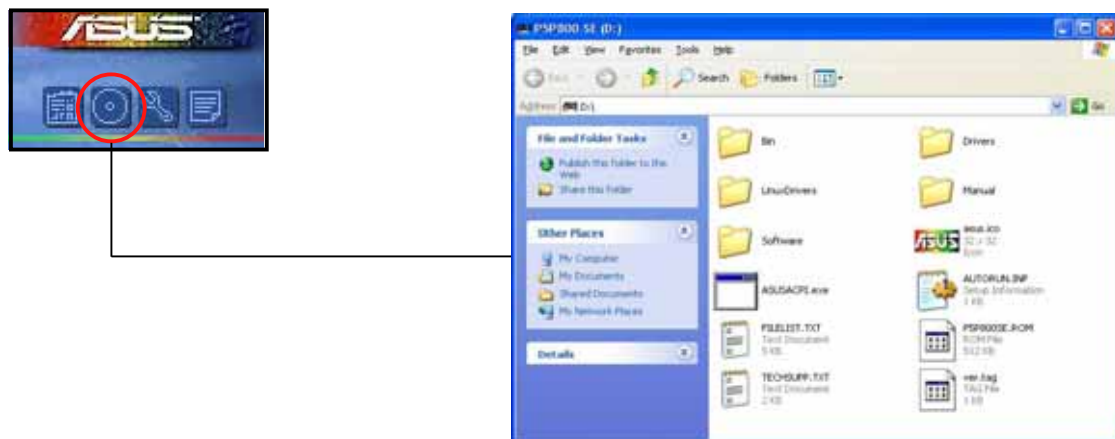 ASUS
P5P800 SE (D:)
File Edit View Favorites Tools Help
Back Search Folders
Address D:\ Go
File and Folder Tasks
Publish this folder to the
Web
Share this folder
Other Places
My Computer
My Documents
Shared Documents
My Network Places
Details
Bin
Drivers
LinuxDrivers
Manual
Software
asus.ico
32 x 32
Icon
ASUSACPI.exe
AUTORUN.INF
Setup Information
1 KB
FILELIST.TXT
Text Document
5 KB
P5P800SE.ROM
ROM File
512 KB
TECHSUPP.TXT
Text Document
2 KB
ver.tag
TAG File
1 KB